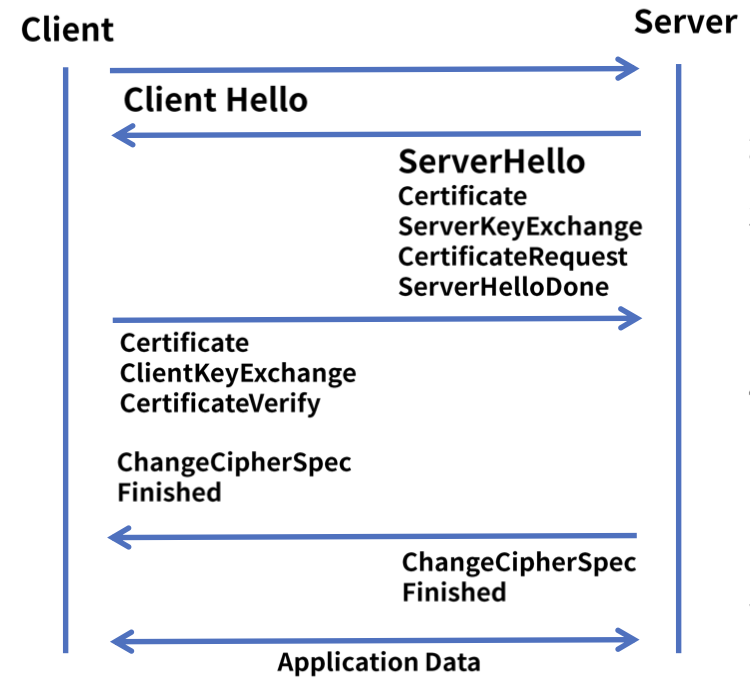 Client
Server
Client Hello
ServerHello
Certificate
ServerKeyExchange
CertificateRequest
ServerHelloDone
Certificate
ClientKeyExchange
CertificateVerify
ChangeCipherSpec
Finished
ChangeCipherSpec
Finished
Application Data